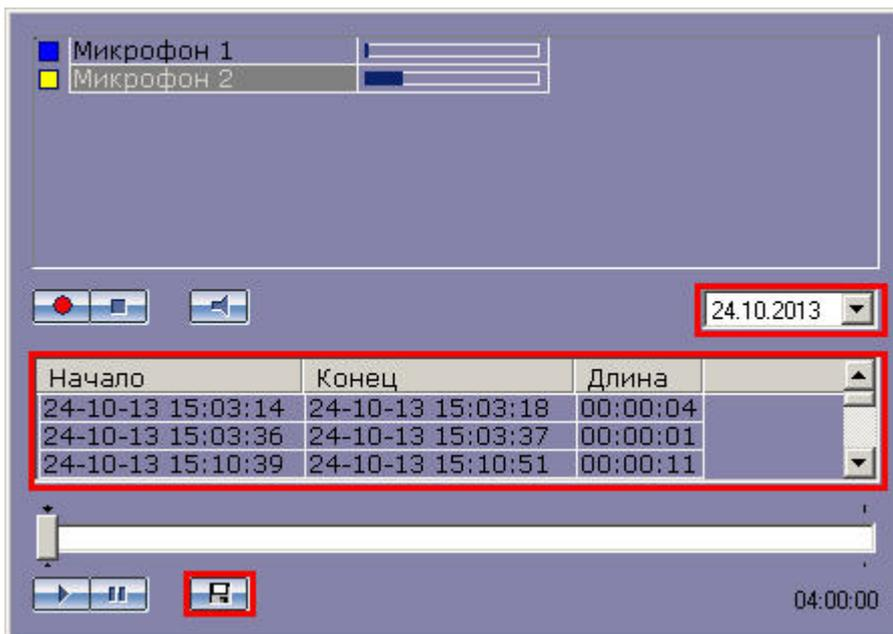 Микрофон 1
Микрофон 2
24.10.2013
Начало Конец Длина
24-10-13 15:03:14 24-10-13 15:03:18 00:00:04
24-10-13 15:03:36 24-10-13 15:03:37 00:00:01
24-10-13 15:10:39 24-10-13 15:10:51 00:00:11
04:00:00